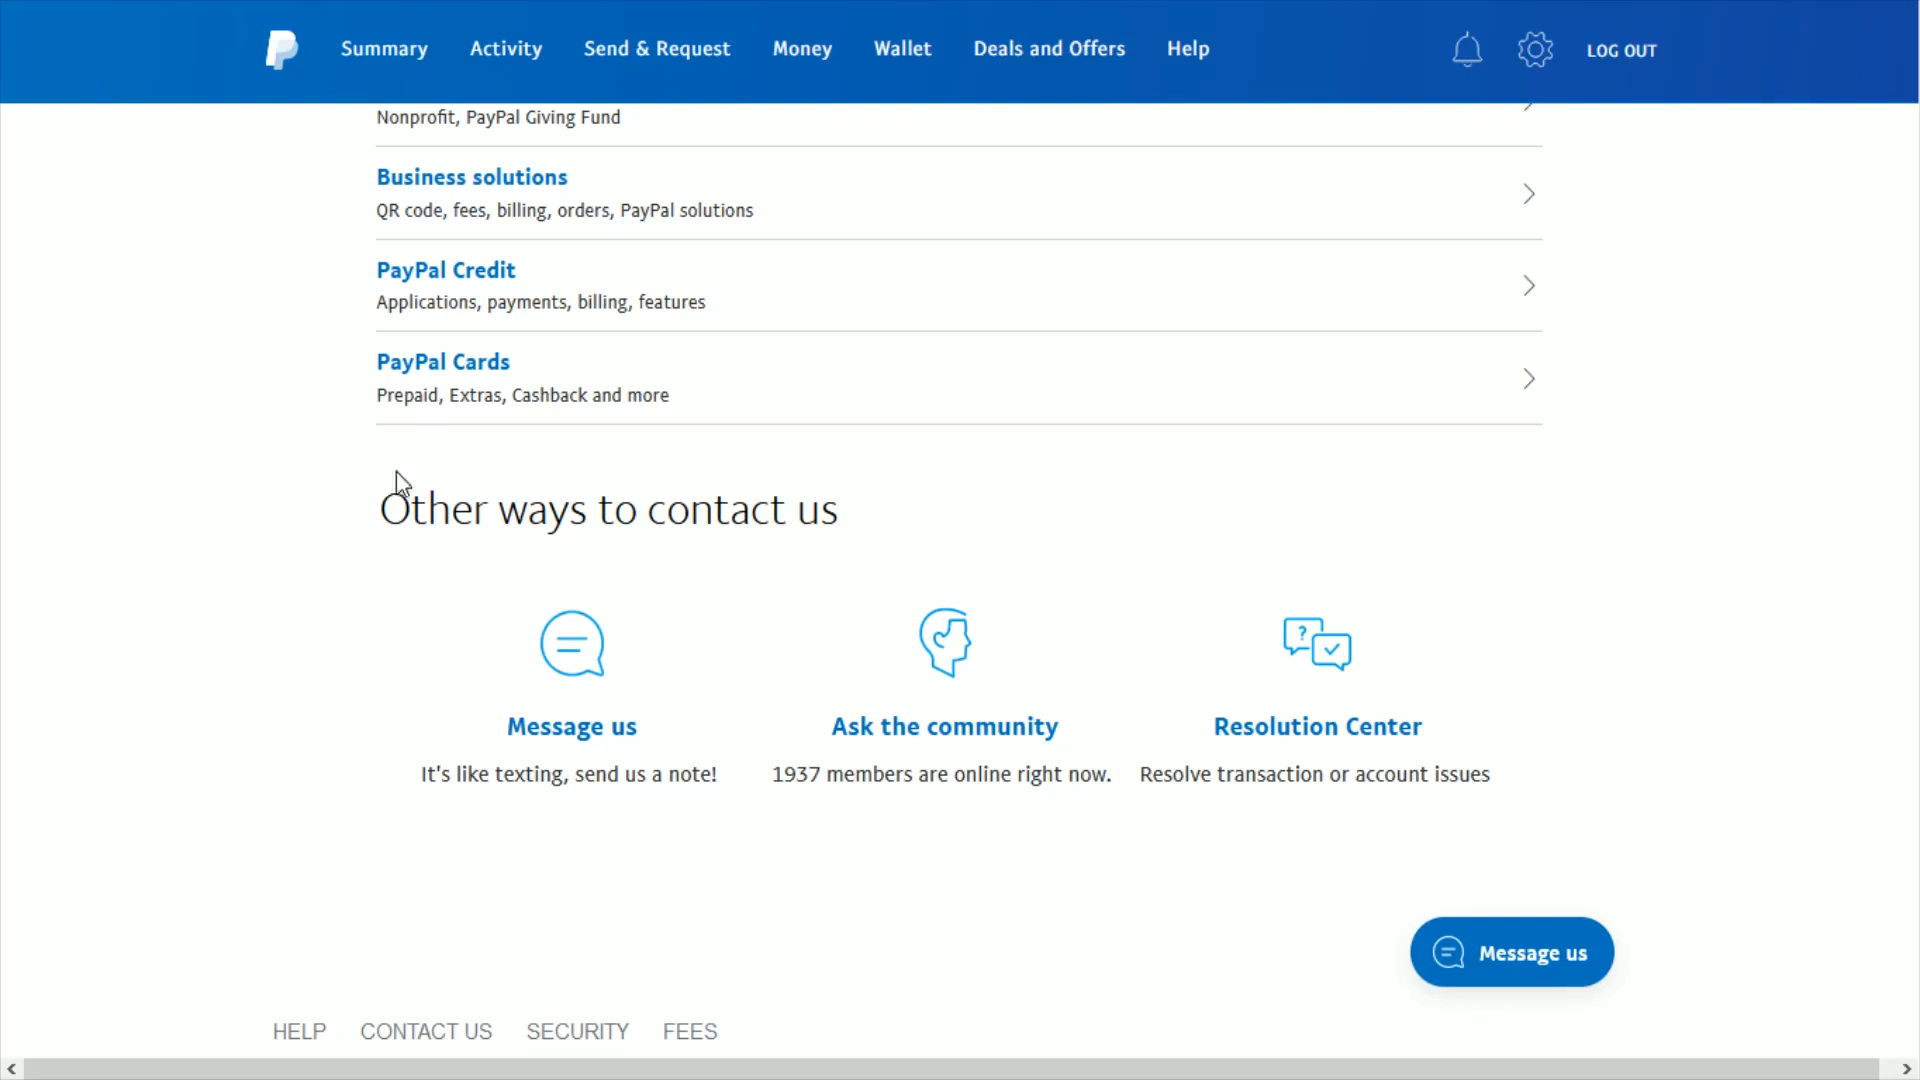 Summary Activity Send & Request Money Wallet Deals and Offers Help LOG OUT
Nonprofit, PayPal Giving Fund
Business solutions
QR code, fees, billing, orders, PayPal solutions
PayPal Credit
Applications, payments, billing, features
PayPal Cards
Prepaid, Extras, Cashback and more
Other ways to contact us
Message us
It's like texting, send us a note!
Ask the community
1937 members are online right now.
Resolution Center
Resolve transaction or account issues
Message us
HELP CONTACT US SECURITY FEES